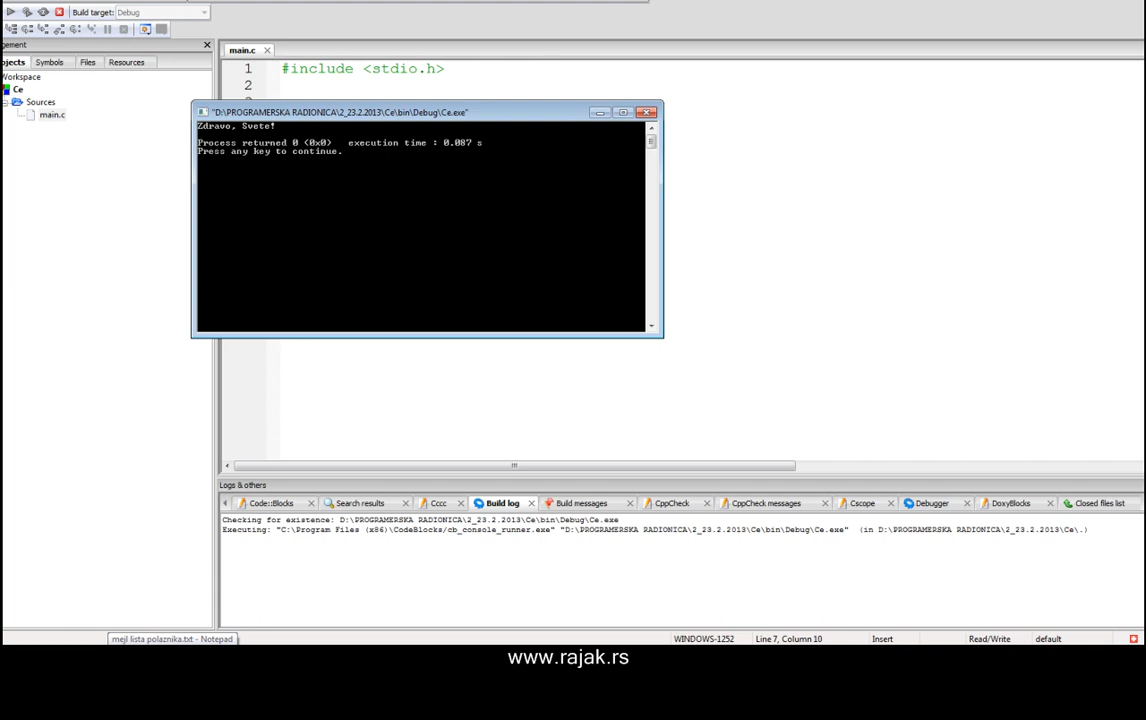 Build target: Debug
gement
ojects Symbols Files Resources
Workspace
Ce
Sources
main.c
main.c
1 #include <stdio.h>
2
"D:\PROGRAMERSKA RADIONICA\2_23.2.2013\Ce\bin\Debug\Ce.exe"
Zdravo, Svete!
Process returned 0 (0x0) execution time : 0.087 s
Press any key to continue.
Logs & others
Code::Blocks Search results Cccc Build log Build messages CppCheck CppCheck messages Cscope Debugger DoxyBlocks Closed files list
Checking for existence: D:\PROGRAMERSKA RADIONICA\2_23.2.2013\Ce\bin\Debug\Ce.exe
Executing: "C:\Program Files (x86)\CodeBlocks/cb_console_runner.exe" "D:\PROGRAMERSKA RADIONICA\2_23.2.2013\Ce\bin\Debug\Ce.exe" (in D:\PROGRAMERSKA RADIONICA\2_23.2.2013\Ce\.)
mejl lista polaznika.txt - Notepad
WINDOWS-1252 Line 7, Column 10 Insert Read/Write default
www.rajak.rs